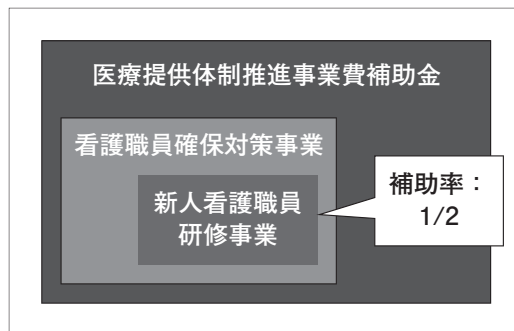 医療提供体制推進事業費補助金
看護職員確保対策事業
新人看護職員
研修事業
補助率：
1/2